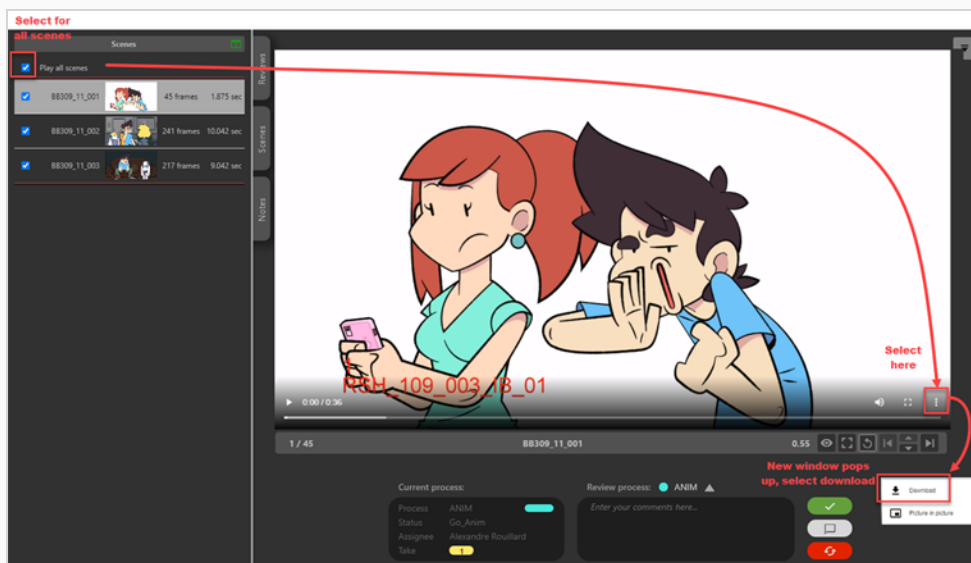 Select for
all scenes
Scenes
Play all scenes
BB309_11_001 45 frames 1.875 sec
BB309_11_002 241 frames 10.042 sec
BB309_11_003 217 frames 9.042 sec
Reviews
Scenes
Notes
RSH_109_003_IB_01
Select
here
0:00 / 0:36
1 / 45 BB309_11_001 0.55
New window pops
up, select download
Download
Picture in picture
Current process:
Process ANIM
Status Go_Anim
Assignee Alexandre Rouillard
Take 1
Review process: ANIM
Enter your comments here...